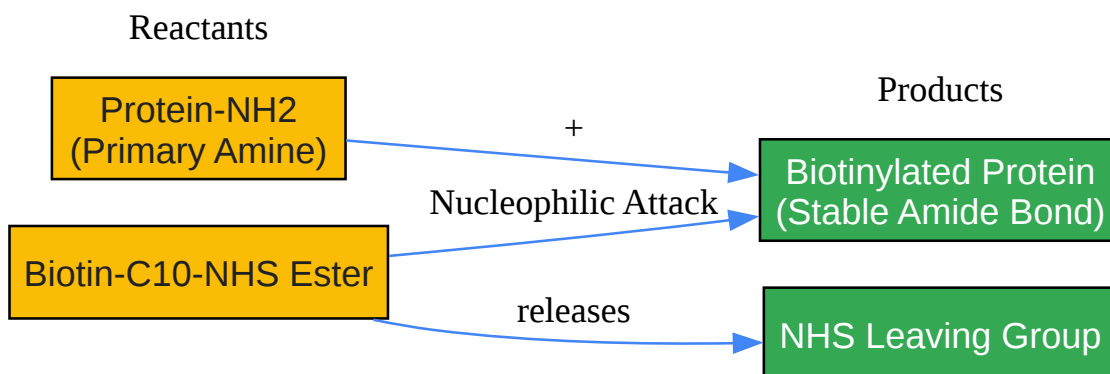 Reactants
Protein-NH2
(Primary Amine)
Biotin-C10-NHS Ester
+
Nucleophilic Attack
releases
Products
Biotinylated Protein
(Stable Amide Bond)
NHS Leaving Group